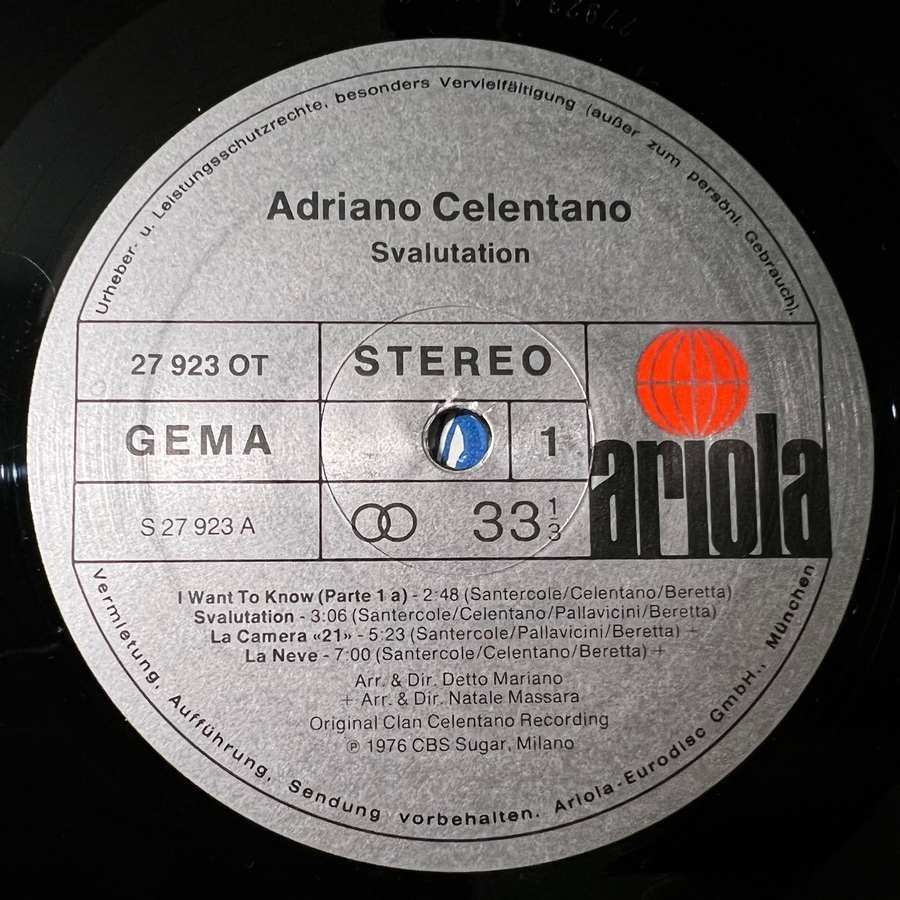 Urheber- u. Leistungsschutzrechte, besonders Vervielfältigung (außer zum persönl. Gebrauch),
Adriano Celentano
Svalutation
27 923 OT
STEREO
GEMA
1
S 27 923 A
33 1/3
ariola
I Want To Know (Parte 1 a) - 2:48 (Santercole/Celentano/Beretta)
Svalutation - 3:06 (Santercole/Celentano/Pallavicini/Beretta)
La Camera «21» - 5:23 (Santercole/Pallavicini/Beretta) +
La Neve - 7:00 (Santercole/Celentano/Beretta) +
Arr. & Dir. Detto Mariano
+ Arr. & Dir. Natale Massara
Original Clan Celentano Recording
℗ 1976 CBS Sugar, Milano
Vermietung, Aufführung, Sendung vorbehalten. Ariola-Eurodisc GmbH., München